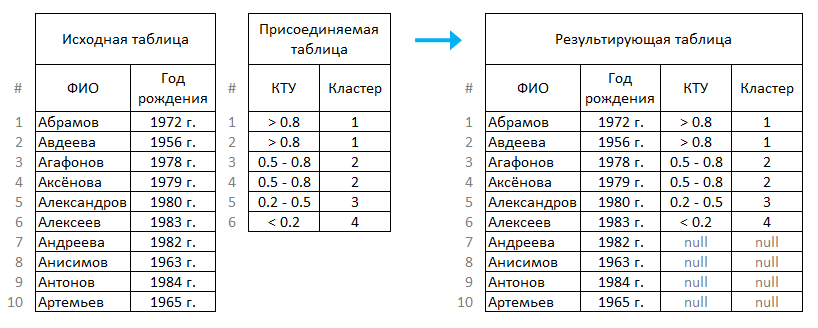 Исходная таблица
# ФИО Год рождения
1 Абрамов 1972 г.
2 Авдеева 1956 г.
3 Агафонов 1978 г.
4 Аксёнова 1979 г.
5 Александров 1980 г.
6 Алексеев 1983 г.
7 Андреева 1982 г.
8 Анисимов 1963 г.
9 Антонов 1984 г.
10 Артемьев 1965 г.
Присоединяемая
таблица
# КТУ Кластер
1 > 0.8 1
2 > 0.8 1
3 0.5 - 0.8 2
4 0.5 - 0.8 2
5 0.2 - 0.5 3
6 < 0.2 4
Результирующая таблица
# ФИО Год рождения КТУ Кластер
1 Абрамов 1972 г. > 0.8 1
2 Авдеева 1956 г. > 0.8 1
3 Агафонов 1978 г. 0.5 - 0.8 2
4 Аксёнова 1979 г. 0.5 - 0.8 2
5 Александров 1980 г. 0.2 - 0.5 3
6 Алексеев 1983 г. < 0.2 4
7 Андреева 1982 г. null null
8 Анисимов 1963 г. null null
9 Антонов 1984 г. null null
10 Артемьев 1965 г. null null